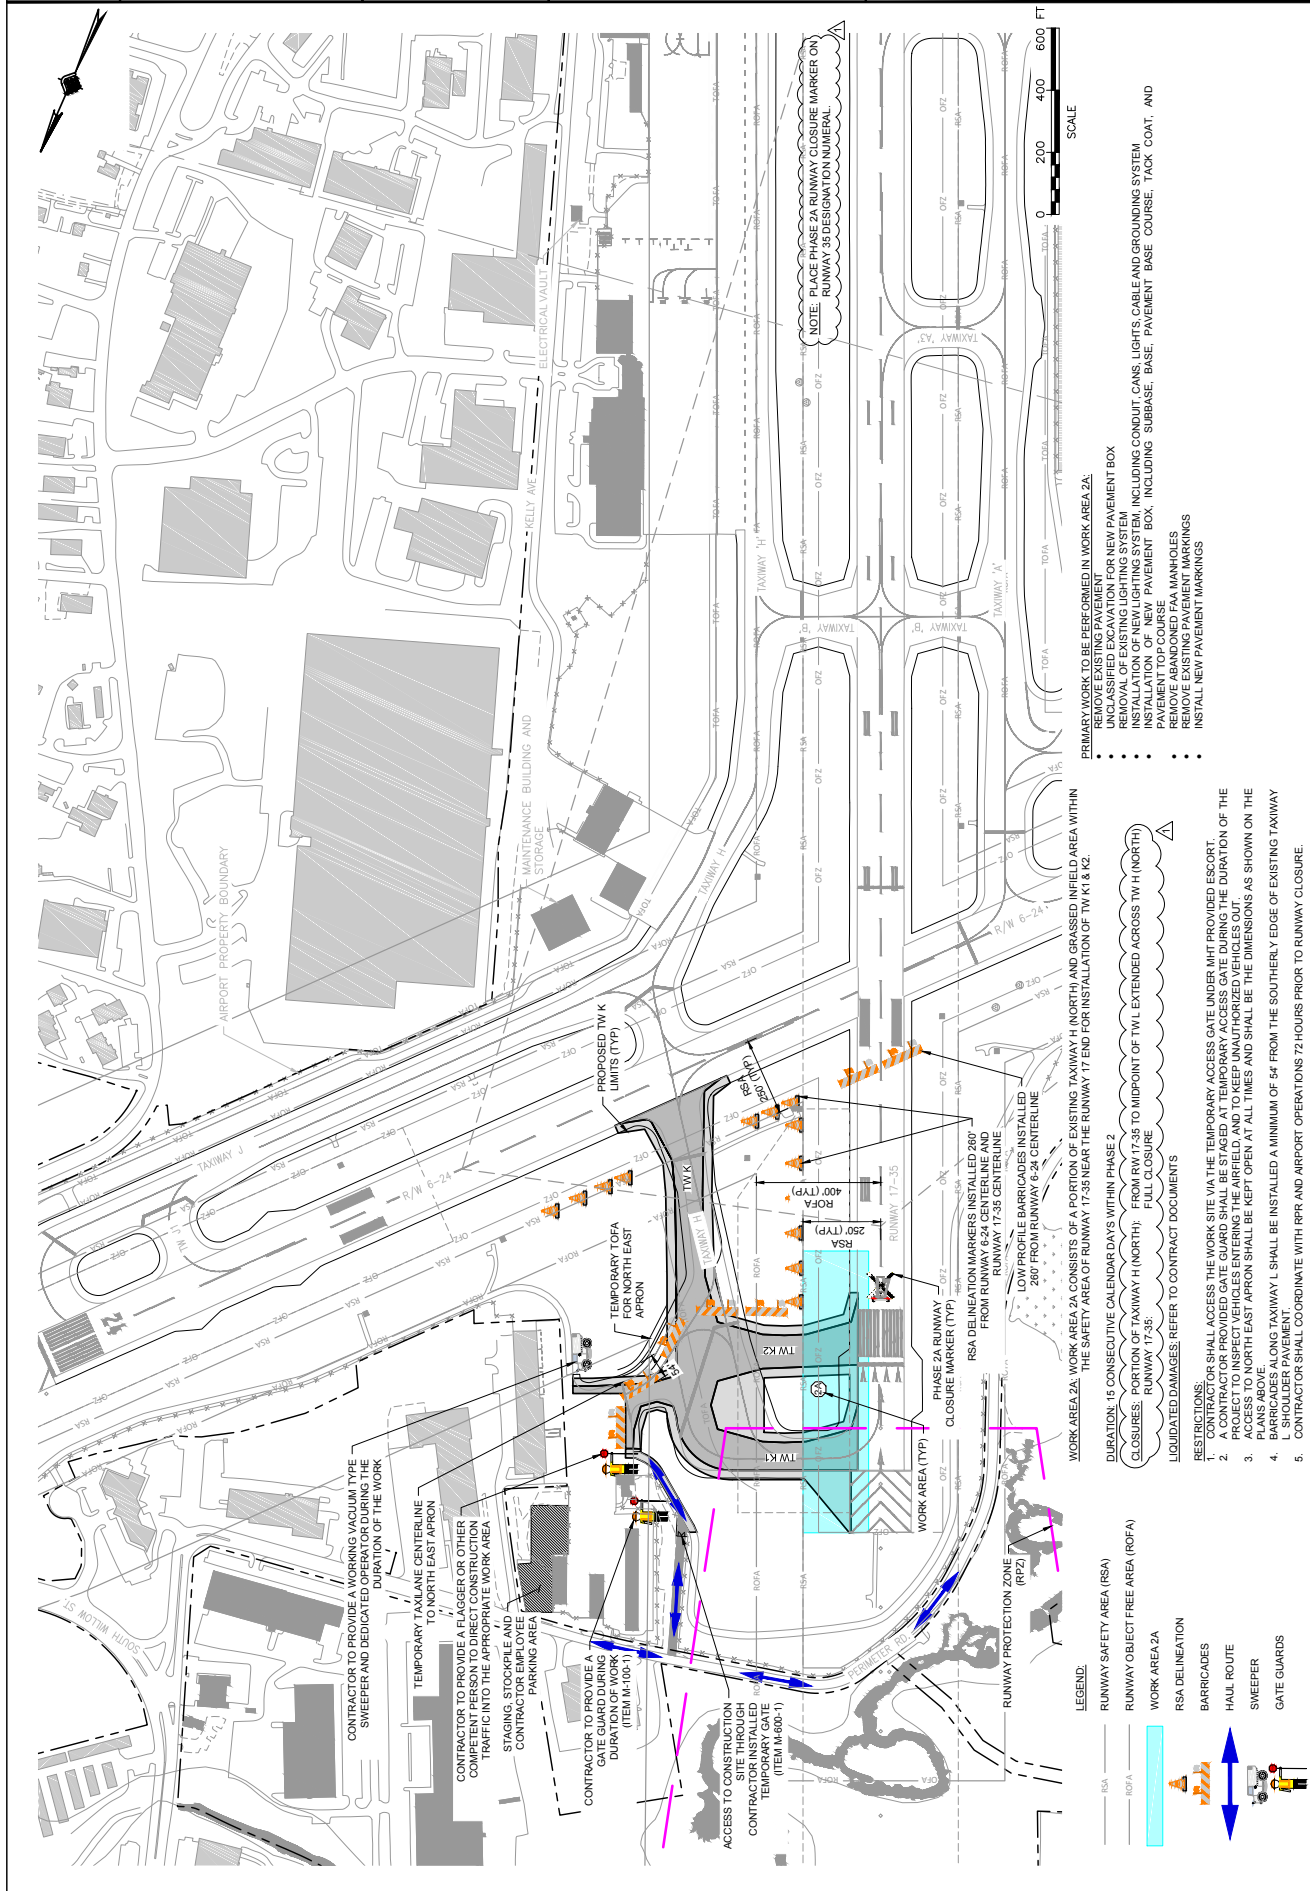 SOUTH WILLOW ST.
AIRPORT PROPERTY BOUNDARY
KELLY AVE
ELECTRICAL VAULT
MAINTENANCE BUILDING AND
STORAGE
NOTE: PLACE PHASE 2A RUNWAY CLOSURE MARKER ON
RUNWAY 35 DESIGNATION NUMERAL.
1
0 200 400 600 FT
SCALE
CONTRACTOR TO PROVIDE A WORKING VACUUM TYPE
SWEEPER AND DEDICATED OPERATOR DURING THE
DURATION OF THE WORK
TEMPORARY TAXILANE CENTERLINE
TO NORTH EAST APRON
CONTRACTOR TO PROVIDE A FLAGGER OR OTHER
COMPETENT PERSON TO DIRECT CONSTRUCTION
TRAFFIC INTO THE APPROPRIATE WORK AREA
STAGING, STOCKPILE AND
CONTRACTOR EMPLOYEE
PARKING AREA
CONTRACTOR TO PROVIDE A
GATE GUARD DURING
DURATION OF WORK
(ITEM M-100-1)
ACCESS TO CONSTRUCTION
SITE THROUGH
CONTRACTOR INSTALLED
TEMPORARY GATE
(ITEM M-600-1)
TEMPORARY TOFA
FOR NORTH EAST
APRON
PROPOSED TW K
LIMITS (TYP)
TAXIWAY J
TW J
R/W 6-24
24
TAXIWAY H
TAXIWAY H
TAXIWAY 'H'
TAXIWAY 'B'
TAXIWAY 'B'
TAXIWAY 'A'
TAXIWAY 'A3'
R/W 6-24
TW K
TW K1
TW K2
2A
54'
RSA
250' (TYP)
ROFA
400' (TYP)
RSA
250' (TYP)
RUNWAY 17-35
RSA DELINEATION MARKERS INSTALLED 260'
FROM RUNWAY 6-24 CENTERLINE AND
RUNWAY 17-35 CENTERLINE
LOW PROFILE BARRICADES INSTALLED
260' FROM RUNWAY 6-24 CENTERLINE
PHASE 2A RUNWAY
CLOSURE MARKER (TYP)
WORK AREA (TYP)
RUNWAY PROTECTION ZONE
(RPZ)
PERIMETER RD
LEGEND:
RSA RUNWAY SAFETY AREA (RSA)
ROFA RUNWAY OBJECT FREE AREA (ROFA)
WORK AREA 2A
RSA DELINEATION
BARRICADES
HAUL ROUTE
SWEEPER
GATE GUARDS
WORK AREA 2A: WORK AREA 2A CONSISTS OF A PORTION OF EXISTING TAXIWAY H (NORTH) AND GRASSED INFIELD AREA WITHIN
THE SAFETY AREA OF RUNWAY 17-35 NEAR THE RUNWAY 17 END FOR INSTALLATION OF TW K1 & K2.
DURATION: 15 CONSECUTIVE CALENDAR DAYS WITHIN PHASE 2
CLOSURES: PORTION OF TAXIWAY H (NORTH): FROM RW 17-35 TO MIDPOINT OF TW L EXTENDED ACROSS TW H (NORTH)
RUNWAY 17-35: FULL CLOSURE
1
LIQUIDATED DAMAGES: REFER TO CONTRACT DOCUMENTS
RESTRICTIONS:
1. CONTRACTOR SHALL ACCESS THE WORK SITE VIA THE TEMPORARY ACCESS GATE UNDER MHT PROVIDED ESCORT.
2. A CONTRACTOR PROVIDED GATE GUARD SHALL BE STAGED AT TEMPORARY ACCESS GATE DURING THE DURATION OF THE
PROJECT TO INSPECT VEHICLES ENTERING THE AIRFIELD, AND TO KEEP UNAUTHORIZED VEHICLES OUT.
3. ACCESS TO NORTH EAST APRON SHALL BE KEPT OPEN AT ALL TIMES AND SHALL BE THE DIMENSIONS AS SHOWN ON THE
PLANS ABOVE.
4. BARRICADES ALONG TAXIWAY L SHALL BE INSTALLED A MINIMUM OF 54' FROM THE SOUTHERLY EDGE OF EXISTING TAXIWAY
L SHOULDER PAVEMENT.
5. CONTRACTOR SHALL COORDINATE WITH RPR AND AIRPORT OPERATIONS 72 HOURS PRIOR TO RUNWAY CLOSURE.
PRIMARY WORK TO BE PERFORMED IN WORK AREA 2A:
• REMOVE EXISTING PAVEMENT
• UNCLASSIFIED EXCAVATION FOR NEW PAVEMENT BOX
• REMOVAL OF EXISTING LIGHTING SYSTEM
• INSTALLATION OF NEW LIGHTING SYSTEM, INCLUDING CONDUIT, CANS, LIGHTS, CABLE AND GROUNDING SYSTEM
• INSTALLATION OF NEW PAVEMENT BOX, INCLUDING SUBBASE, BASE, PAVEMENT BASE COURSE, TACK COAT, AND
PAVEMENT TOP COURSE
• REMOVE ABANDONED FAA MANHOLES
• REMOVE EXISTING PAVEMENT MARKINGS
• INSTALL NEW PAVEMENT MARKINGS